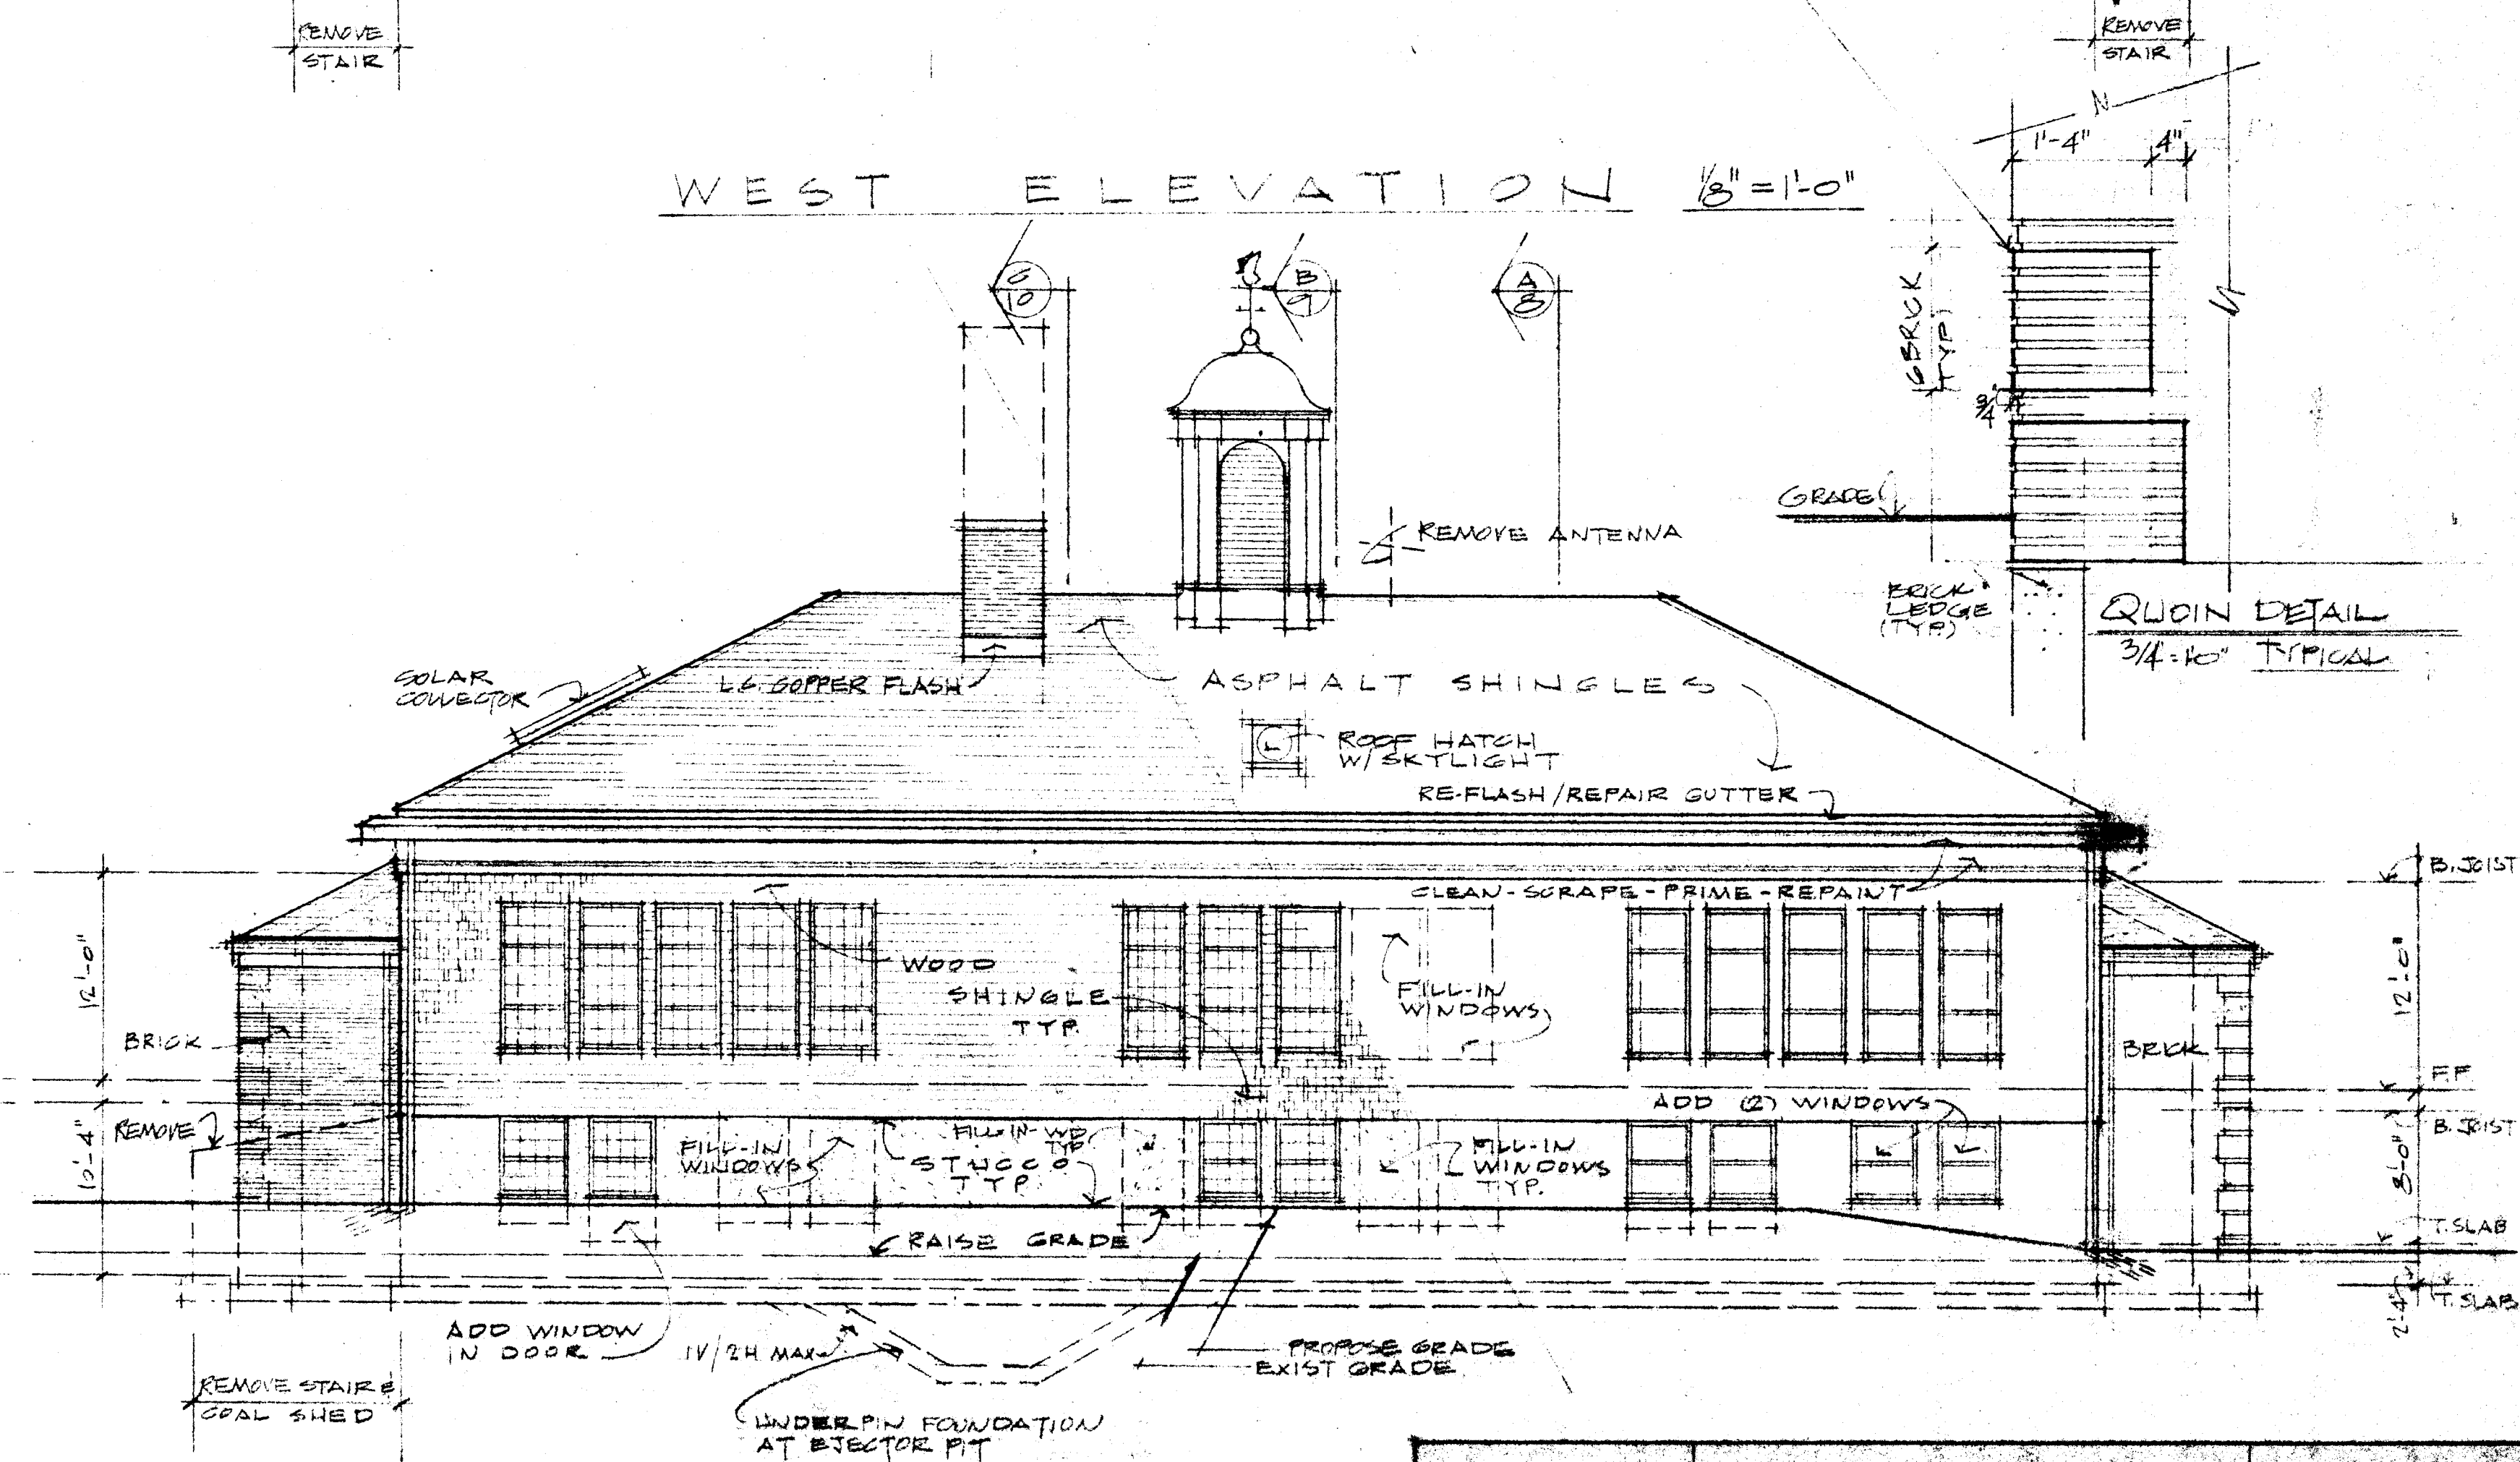 REMOVE
STAIR
REMOVE
STAIR
N
1'-4"
4"
WEST ELEVATION 1/8" = 1'-0"
10
B
9
A
8
6 BRICK
(TYP)
3/4"
GRADE
REMOVE ANTENNA
BRICK
LEDGE
(TYP.)
QUOIN DETAIL
3/4"=1'0" TYPICAL
SOLAR
COLLECTOR
L.C. COPPER FLASH
ASPHALT SHINGLES
ROOF HATCH
W/SKYLIGHT
RE-FLASH/REPAIR GUTTER
B. JOIST
CLEAN-SCRAPE-PRIME-REPAINT
WOOD
SHINGLE
TYP.
FILL-IN
WINDOWS
12'-0"
12'-0"
BRICK
BRICK
F.F
ADD (2) WINDOWS
B. JOIST
REMOVE
10'-4"
FILL-IN
WINDOWS
FILL-IN-WD
TYP
STUCCO
TYP.
FILL-IN
WINDOWS
TYP.
8'-0"
RAISE GRADE
T. SLAB
T. SLAB
2'-4"
ADD WINDOW
IN DOOR
1V/2H MAX
PROPOSE GRADE
EXIST GRADE
REMOVE STAIR &
COAL SHED
UNDERPIN FOUNDATION
AT EJECTOR PIT